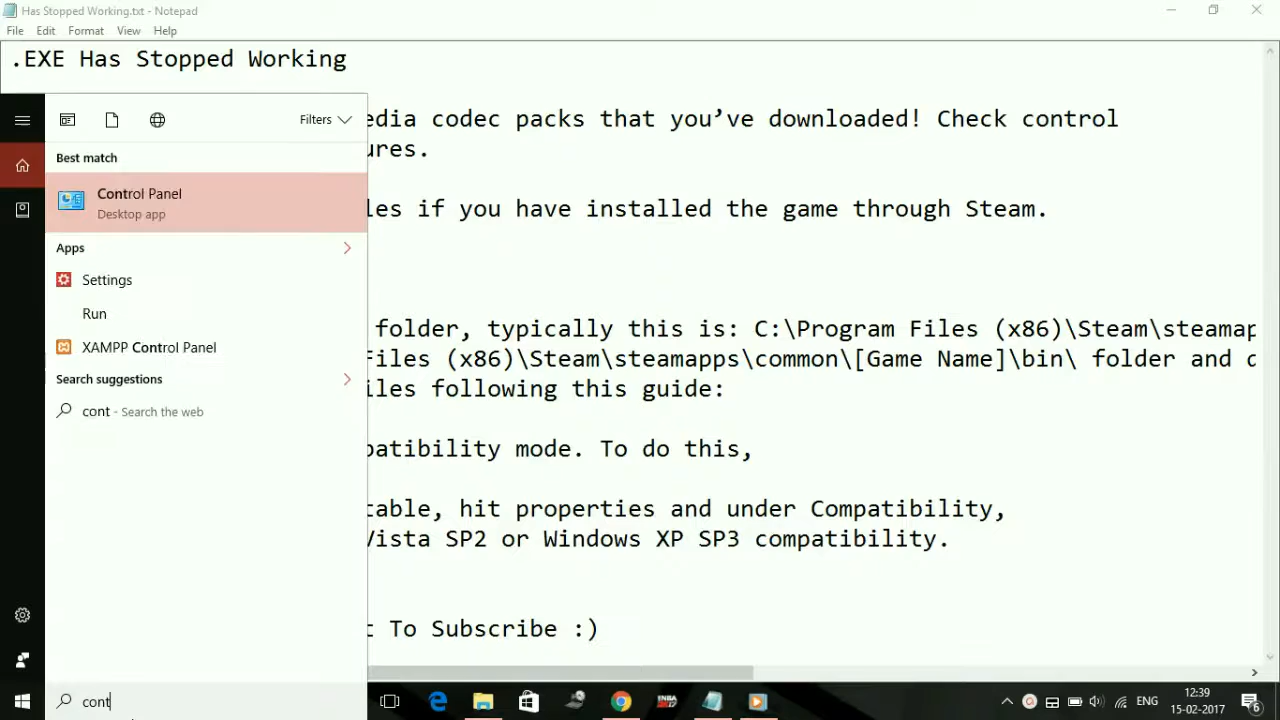 Has Stopped Working.txt - Notepad
File Edit Format View Help
.EXE Has Stopped Working
Filters
edia codec packs that you’ve downloaded! Check control
Best match
ures.
Control Panel
Desktop app
les if you have installed the game through Steam.
Apps
Settings
Run
folder, typically this is: C:\Program Files (x86)\Steam\steamap
XAMPP Control Panel
Files (x86)\Steam\steamapps\common\[Game Name]\bin\ folder and d
Search suggestions
iles following this guide:
cont - Search the web
patibility mode. To do this,
table, hit properties and under Compatibility,
Vista SP2 or Windows XP SP3 compatibility.
t To Subscribe :)
cont
ENG
12:39
15-02-2017
6